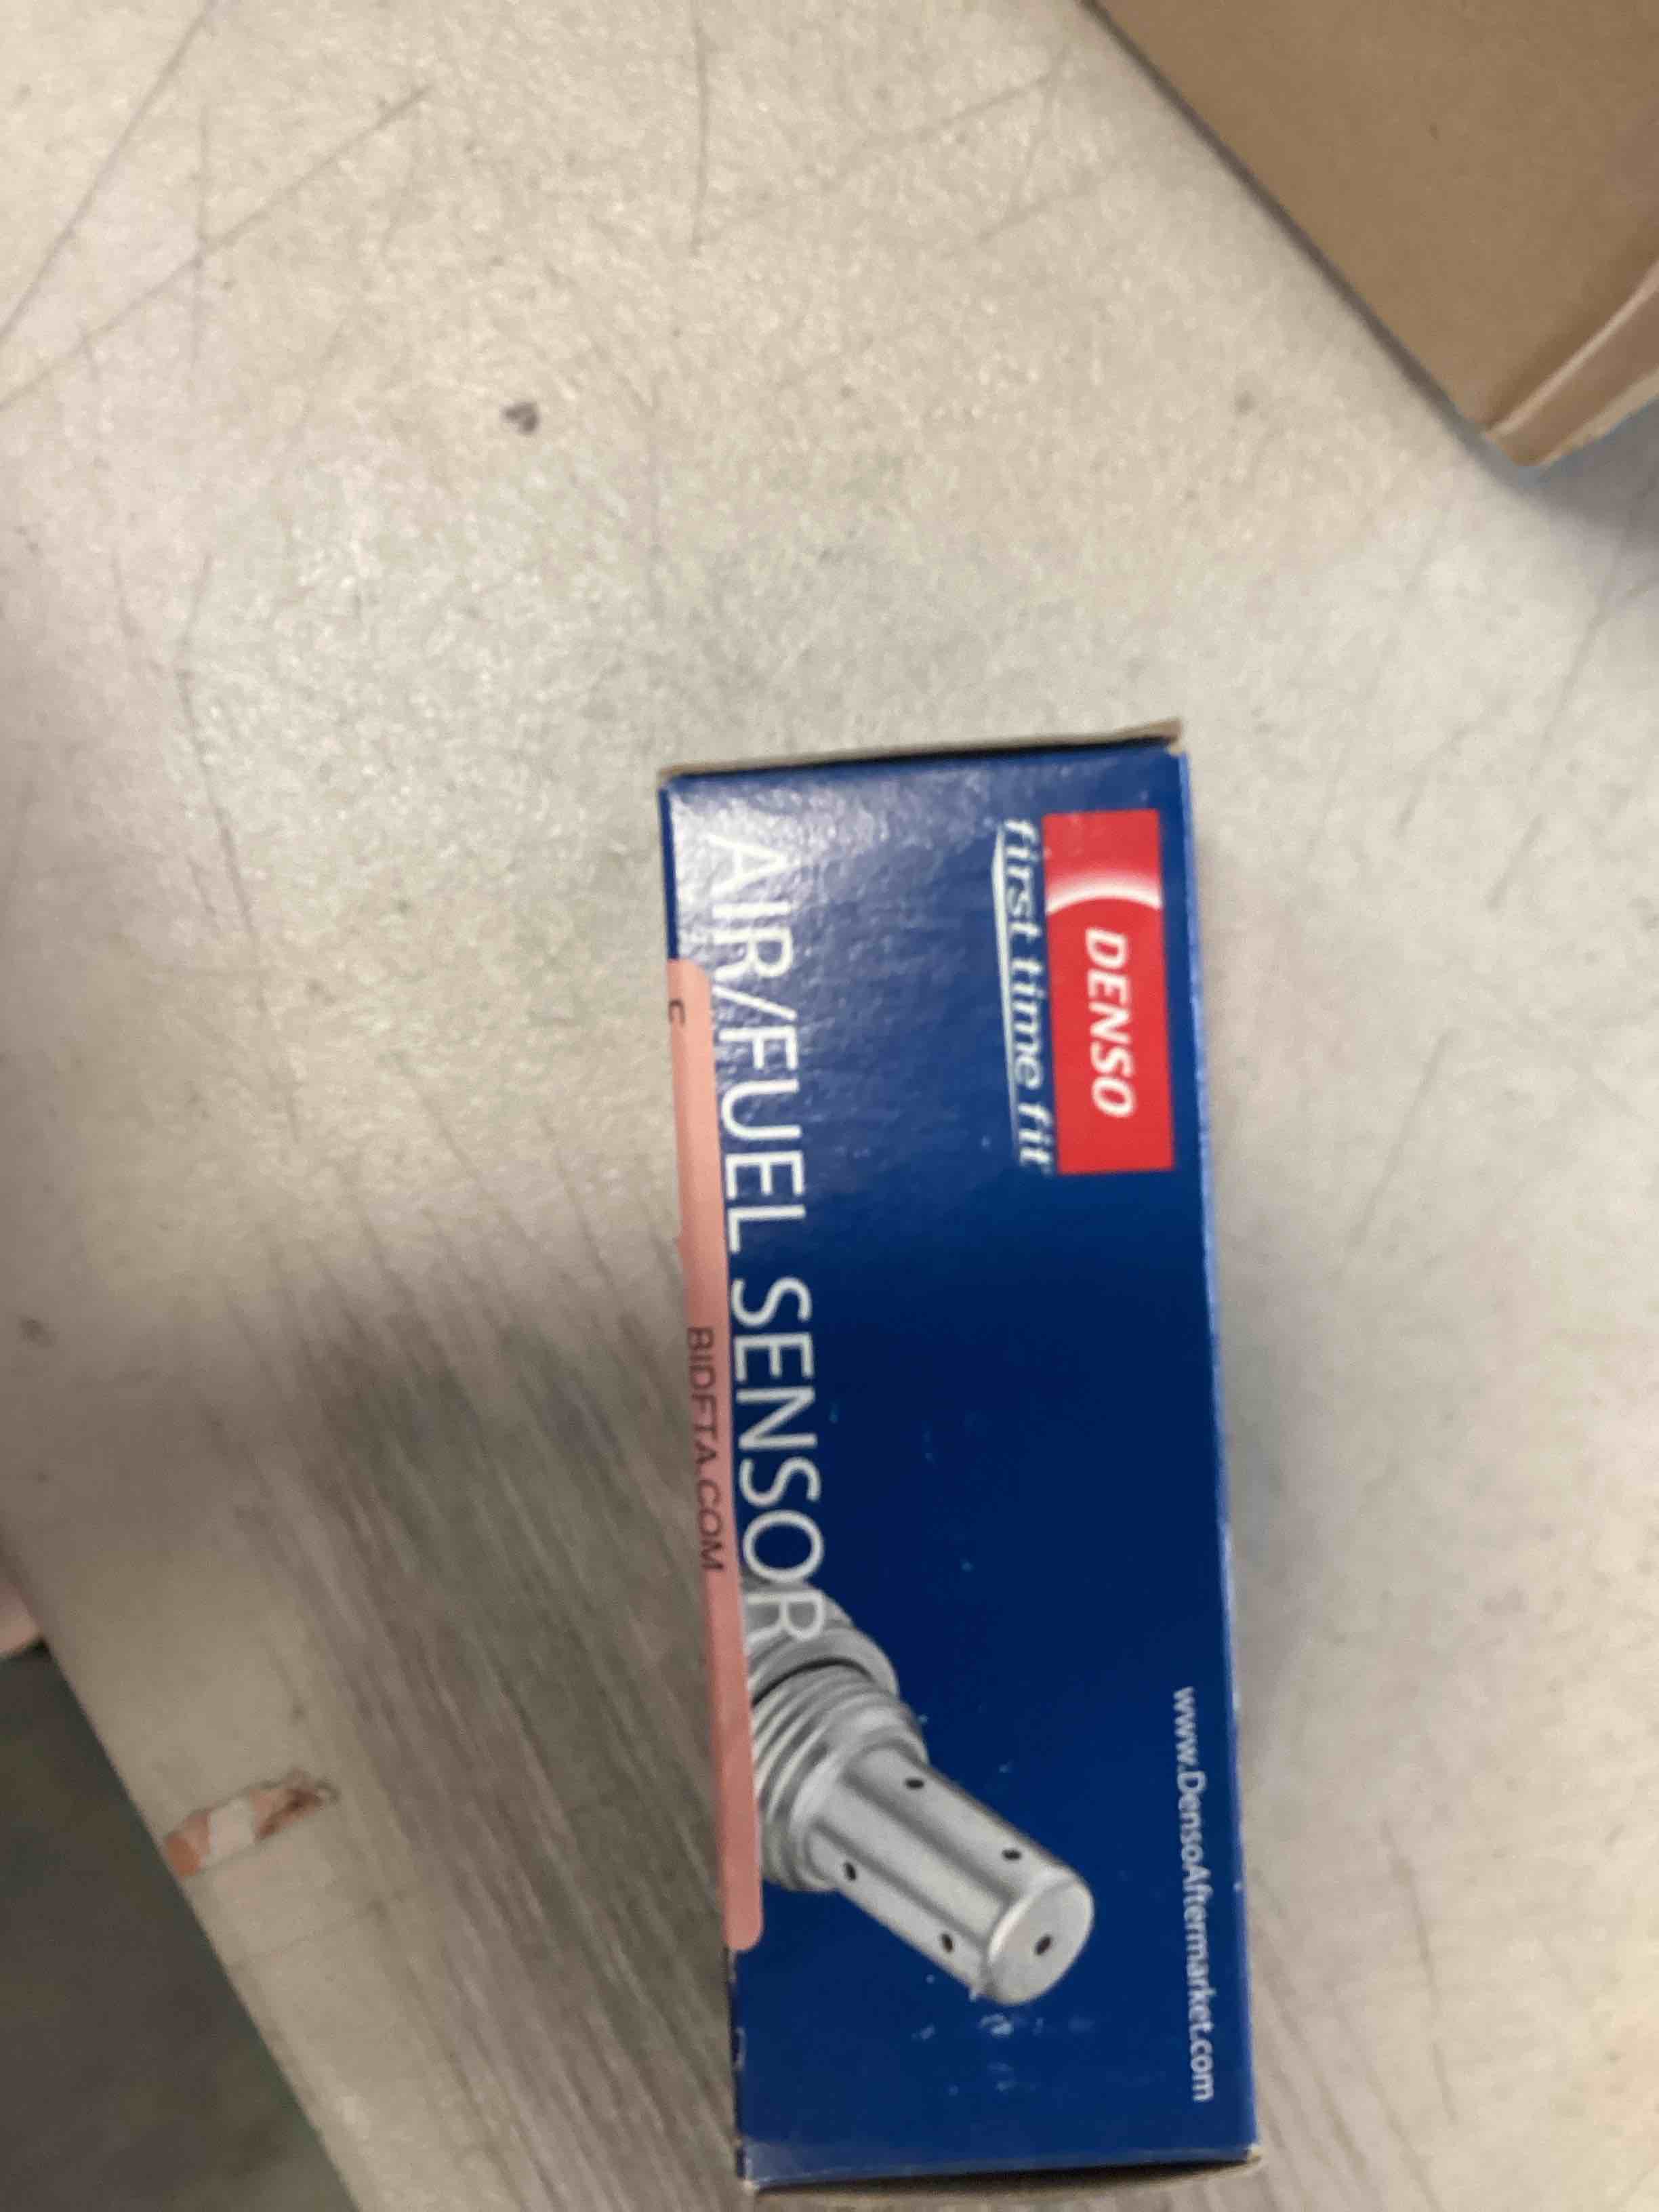 DENSO
first time fit
www.DensoAftermarket.com
AIR/FUEL SENSOR
BIDFTA.COM